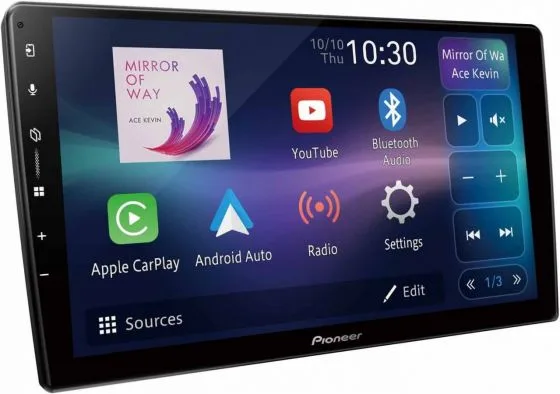 MIRROR
OF
WAY
ACE KEVIN
10/10
Thu
10:30
Mirror Of Wa
Ace Kevin
YouTube
Bluetooth
Audio
Apple CarPlay
Android Auto
Radio
Settings
1/3
Sources
Edit
Pioneer